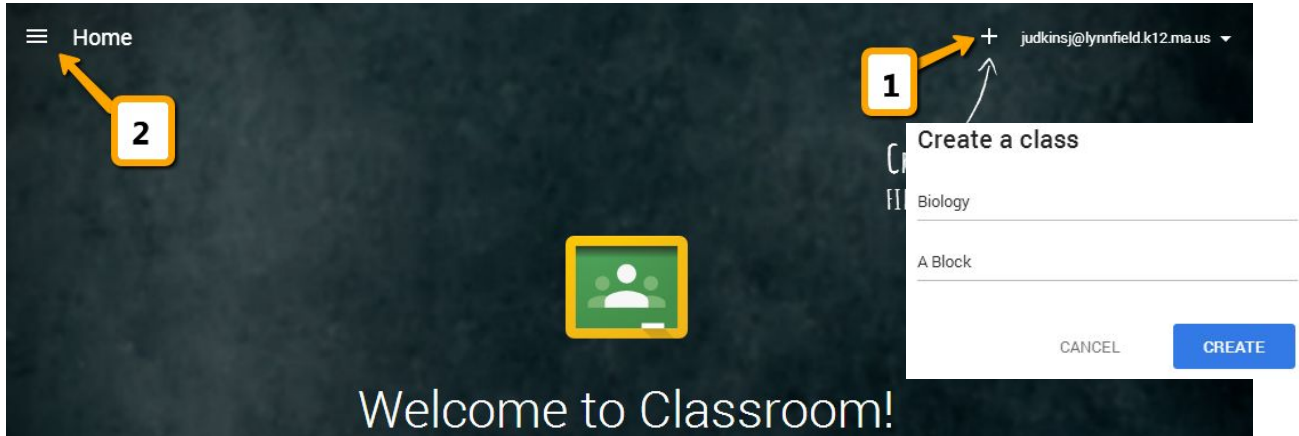 Home
judkinsj@lynnfield.k12.ma.us
1
2
Create a class
Biology
A Block
CANCEL
CREATE
Welcome to Classroom!